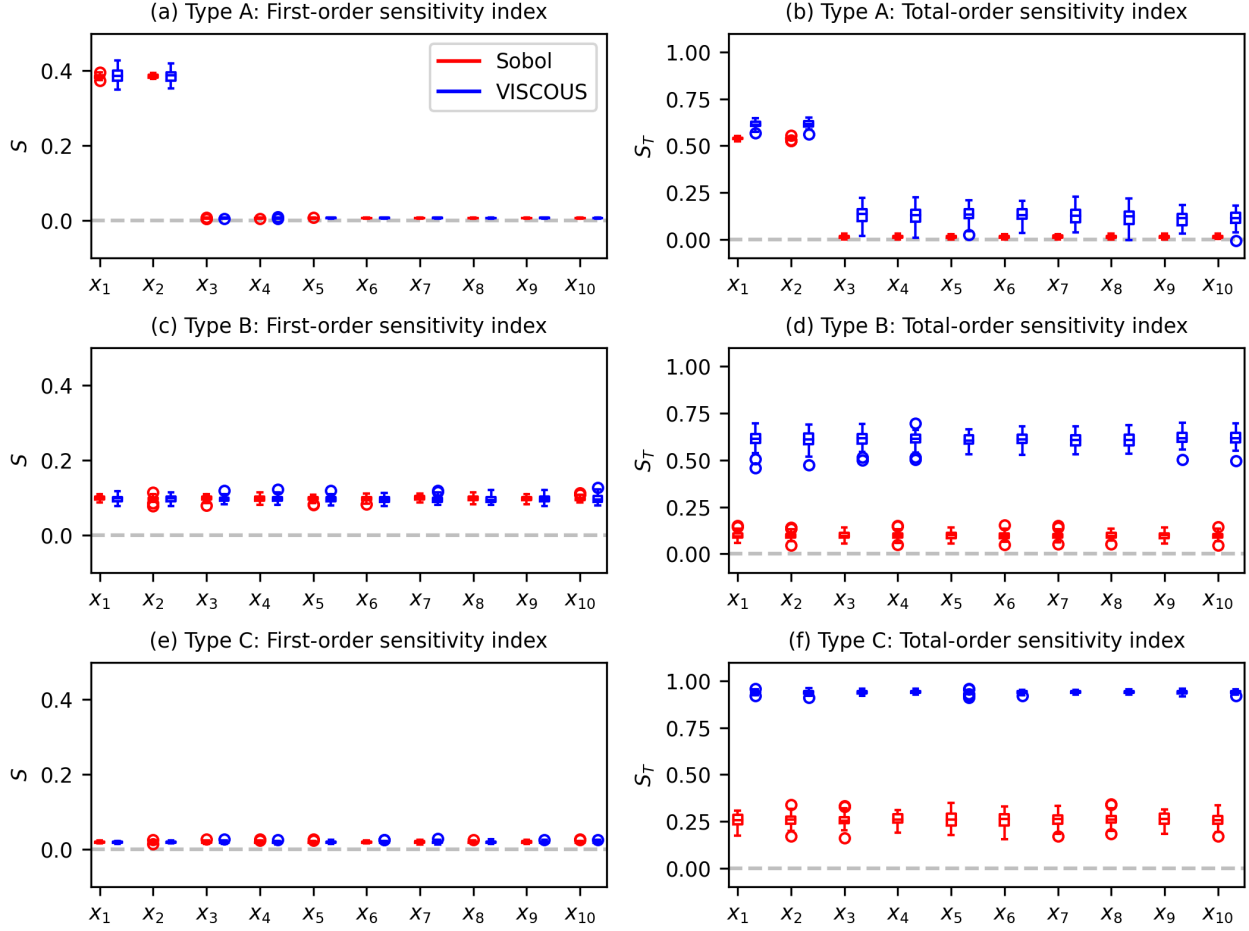 (a) Type A: First-order sensitivity index
S
0.4
0.2
0.0
Sobol
VISCOUS
x1 x2 x3 x4 x5 x6 x7 x8 x9 x10
(b) Type A: Total-order sensitivity index
ST
1.00
0.75
0.50
0.25
0.00
x1 x2 x3 x4 x5 x6 x7 x8 x9 x10
(c) Type B: First-order sensitivity index
S
0.4
0.2
0.0
x1 x2 x3 x4 x5 x6 x7 x8 x9 x10
(d) Type B: Total-order sensitivity index
ST
1.00
0.75
0.50
0.25
0.00
x1 x2 x3 x4 x5 x6 x7 x8 x9 x10
(e) Type C: First-order sensitivity index
S
0.4
0.2
0.0
x1 x2 x3 x4 x5 x6 x7 x8 x9 x10
(f) Type C: Total-order sensitivity index
ST
1.00
0.75
0.50
0.25
0.00
x1 x2 x3 x4 x5 x6 x7 x8 x9 x10